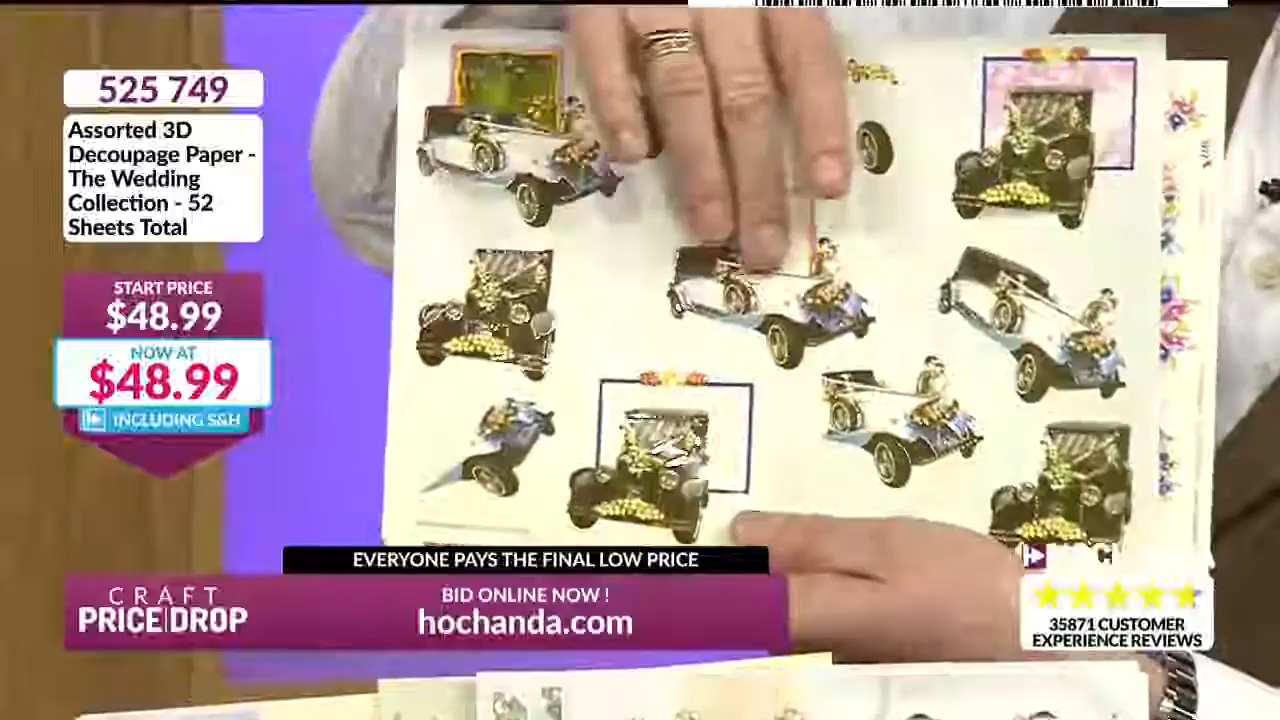 525 749
Assorted 3D
Decoupage Paper -
The Wedding
Collection - 52
Sheets Total
START PRICE
$48.99
NOW AT
$48.99
INCLUDING S&H
EVERYONE PAYS THE FINAL LOW PRICE
CRAFT
PRICE DROP
BID ONLINE NOW !
hochanda.com
35871 CUSTOMER
EXPERIENCE REVIEWS